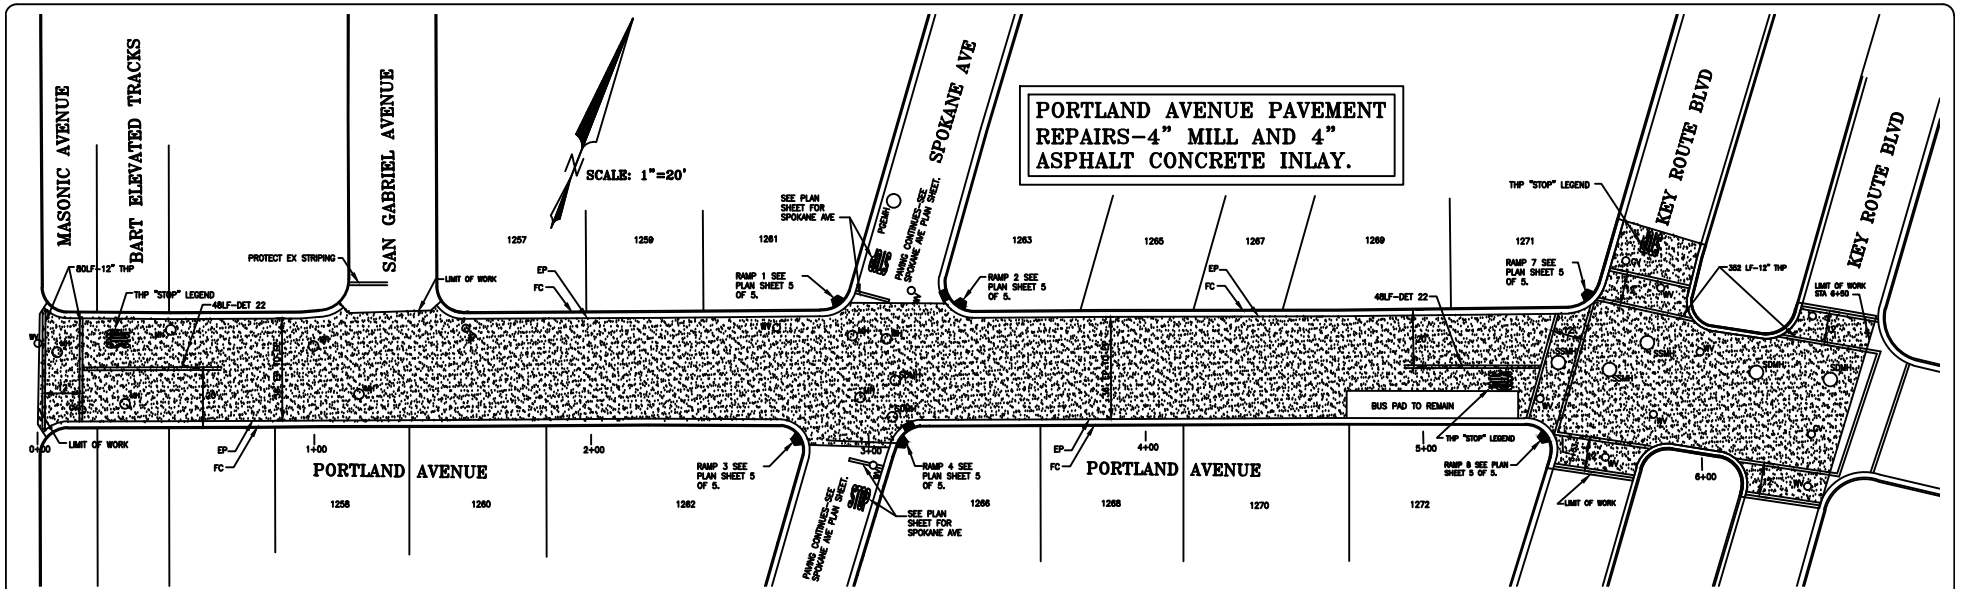 MASONIC AVENUE
BART ELEVATED TRACKS
SAN GABRIEL AVENUE
SCALE: 1"=20'
SPOKANE AVE
PORTLAND AVENUE PAVEMENT
REPAIRS-4" MILL AND 4"
ASPHALT CONCRETE INLAY.
KEY ROUTE BLVD
KEY ROUTE BLVD
THP "STOP" LEGEND
SEE PLAN
SHEET FOR
SPOKANE AVE
PGEMH
PAVING CONTINUES-SEE
SPOKANE AVE PLAN SHEET.
1257
1259
1261
1263
1265
1267
1269
1271
PROTECT EX STRIPING
80LF-12" THP
LIMIT OF WORK
EP
FC
RAMP 1 SEE
PLAN SHEET 5
OF 5.
RAMP 2 SEE
PLAN SHEET 5
OF 5.
EP
FC
RAMP 7 SEE
PLAN SHEET 5
OF 5.
352 LF-12" THP
LIMIT OF WORK
STA 6+50
THP "STOP" LEGEND
48LF-DET 22
48LF-DET 22
WV
SSMH
SSMH
SSMH
SDMH
SDMH
BUS PAD TO REMAIN
THP "STOP" LEGEND
LIMIT OF WORK
0+00
1+00
2+00
3+00
4+00
5+00
6+00
EP
FC
PORTLAND AVENUE
RAMP 3 SEE
PLAN SHEET 5
OF 5.
RAMP 4 SEE
PLAN SHEET 5
OF 5.
EP
FC
PORTLAND AVENUE
RAMP 8 SEE PLAN
SHEET 5 OF 5.
LIMIT OF WORK
1258
1260
1262
1266
1268
1270
1272
PAVING CONTINUES-SEE
SPOKANE AVE PLAN SHEET.
SEE PLAN
SHEET FOR
SPOKANE AVE